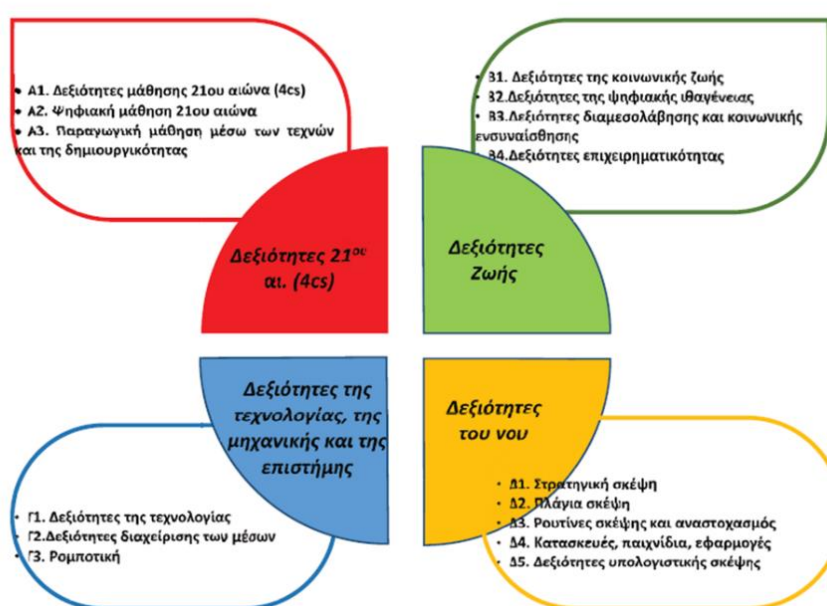 • Α1. Δεξιότητες μάθησης 21ου αιώνα (4cs)
• Α2. Ψηφιακή μάθηση 21ου αιώνα
• Α3. Παραγωγική μάθηση μέσω των τεχνών
και της δημιουργικότητας
• Β1. Δεξιότητες της κοινωνικής ζωής
• Β2.Δεξιότητες της ψηφιακής ιθαγένειας
• Β3.Δεξιότητες διαμεσολάβησης και κοινωνικής
ενσυναίσθησης
• Β4.Δεξιότητες επιχειρηματικότητας
Δεξιότητες 21ου
αι. (4cs)
Δεξιότητες
Ζωής
Δεξιότητες της
τεχνολογίας, της
μηχανικής και της
επιστήμης
Δεξιότητες
του νου
• Γ1. Δεξιότητες της τεχνολογίας
• Γ2.Δεξιότητες διαχείρισης των μέσων
• Γ3. Ρομποτική
• Δ1. Στρατηγική σκέψη
• Δ2. Πλάγια σκέψη
• Δ3. Ρουτίνες σκέψης και αναστοχασμός
• Δ4. Κατασκευές, παιχνίδια, εφαρμογές
• Δ5. Δεξιότητες υπολογιστικής σκέψης